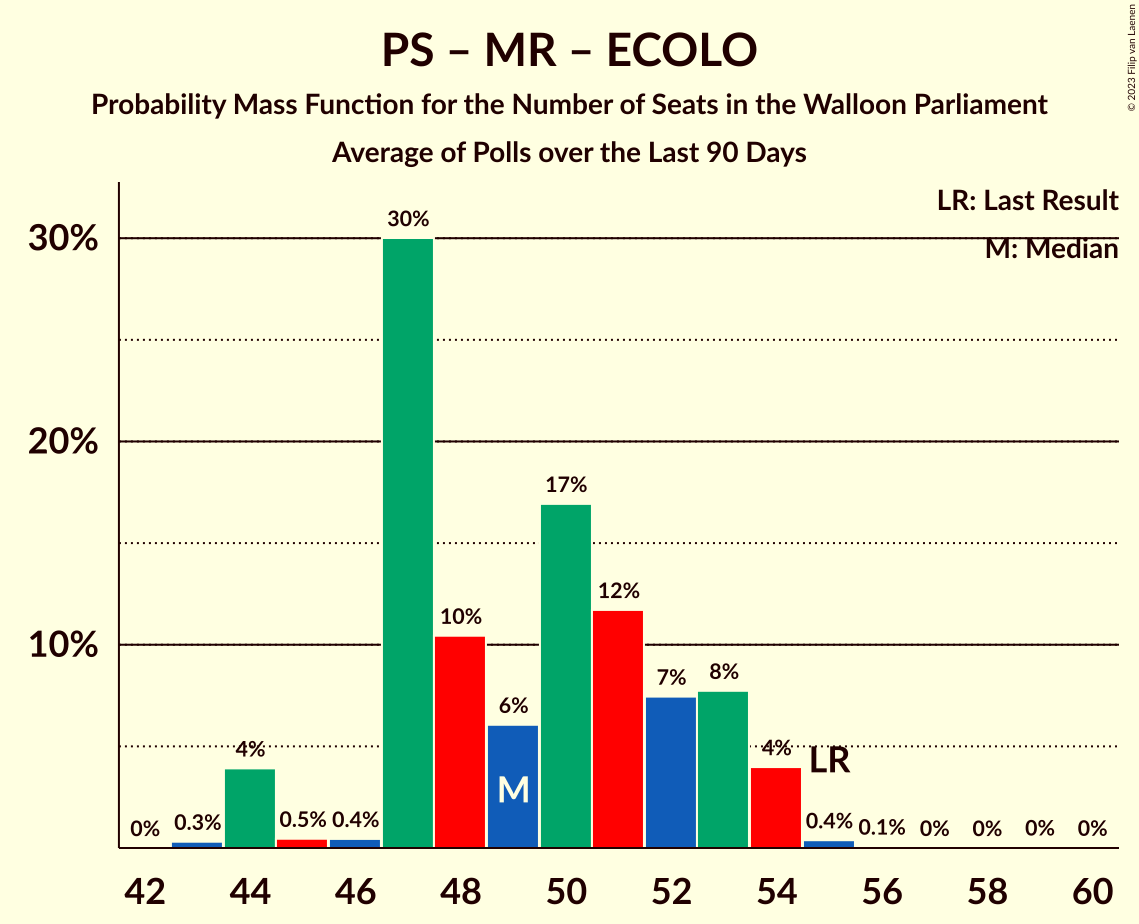 PS – MR – ECOLO
Probability Mass Function for the Number of Seats in the Walloon Parliament
Average of Polls over the Last 90 Days
© 2023 Filip van Laenen
LR: Last Result
M: Median
30%
20%
10%
0%
0.3%
4%
0.5%
0.4%
30%
10%
6%
17%
12%
7%
8%
4%
0.4%
0.1%
0%
0%
0%
0%
M
LR
42 44 46 48 50 52 54 56 58 60